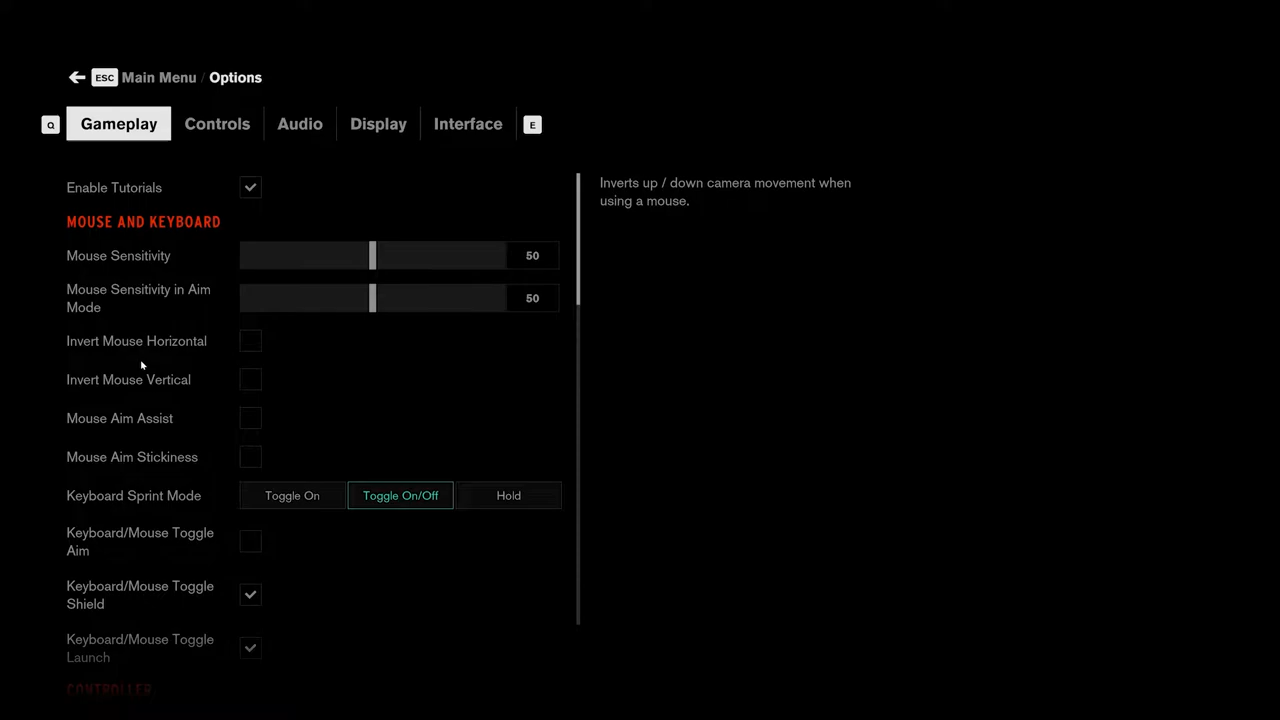 ESC Main Menu / Options
Q Gameplay Controls Audio Display Interface E
Enable Tutorials
Inverts up / down camera movement when
using a mouse.
MOUSE AND KEYBOARD
Mouse Sensitivity 50
Mouse Sensitivity in Aim
Mode 50
Invert Mouse Horizontal
Invert Mouse Vertical
Mouse Aim Assist
Mouse Aim Stickiness
Keyboard Sprint Mode Toggle On Toggle On/Off Hold
Keyboard/Mouse Toggle
Aim
Keyboard/Mouse Toggle
Shield
Keyboard/Mouse Toggle
Launch
CONTROLLER